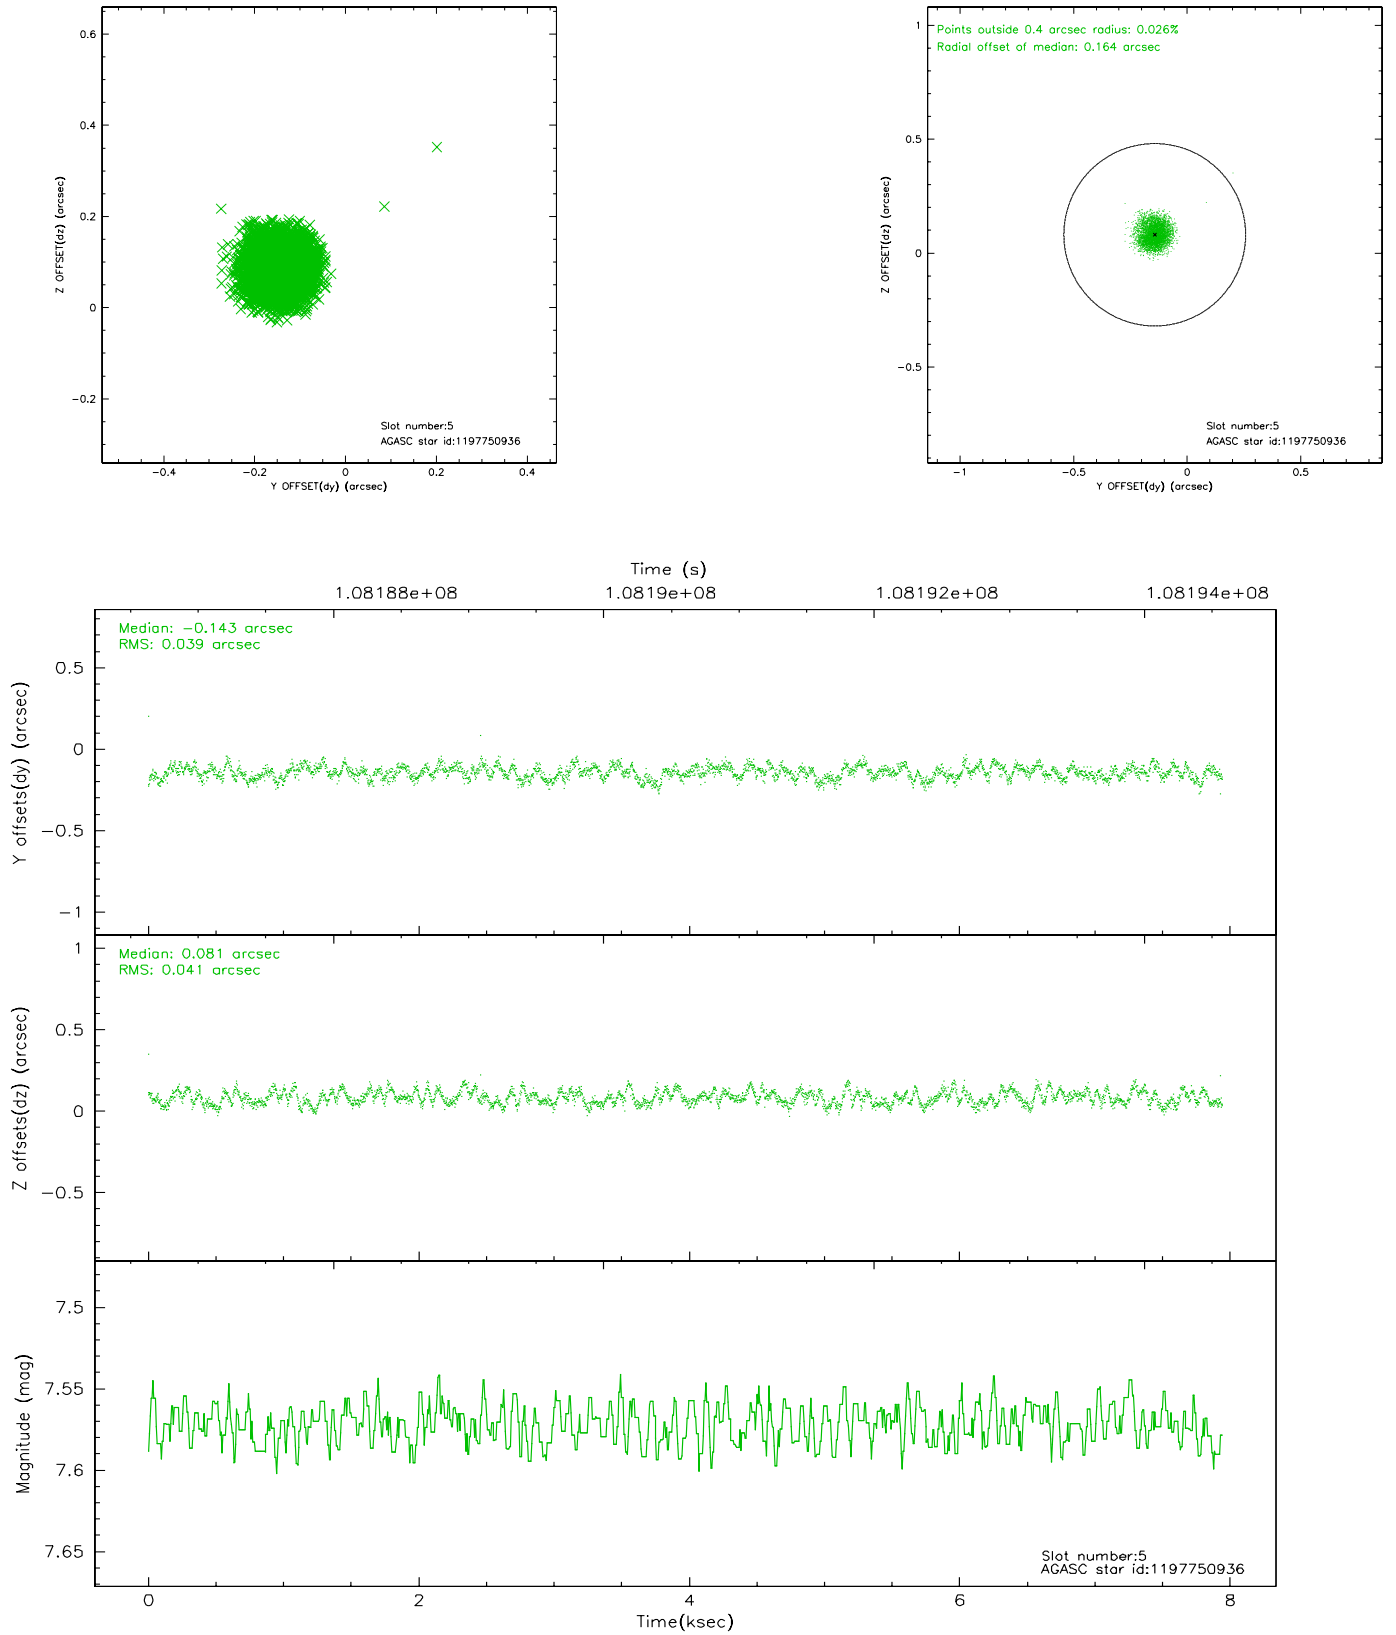 0.6
0.4
0.2
0
−0.2
Z OFFSET(dz) (arcsec)
−0.4
−0.2
0
0.2
0.4
Y OFFSET(dy) (arcsec)
Slot number:5
AGASC star id:1197750936
Points outside 0.4 arcsec radius: 0.026%
Radial offset of median: 0.164 arcsec
1
0.5
0
−0.5
Z OFFSET(dz) (arcsec)
−1
−0.5
0
0.5
Y OFFSET(dy) (arcsec)
Slot number:5
AGASC star id:1197750936
Time (s)
1.08188e+08
1.0819e+08
1.08192e+08
1.08194e+08
Median: −0.143 arcsec
RMS: 0.039 arcsec
0.5
0
−0.5
−1
Y offsets(dy) (arcsec)
Median: 0.081 arcsec
RMS: 0.041 arcsec
1
0.5
0
−0.5
Z offsets(dz) (arcsec)
7.5
7.55
7.6
7.65
Magnitude (mag)
Slot number:5
AGASC star id:1197750936
0
2
4
6
8
Time(ksec)